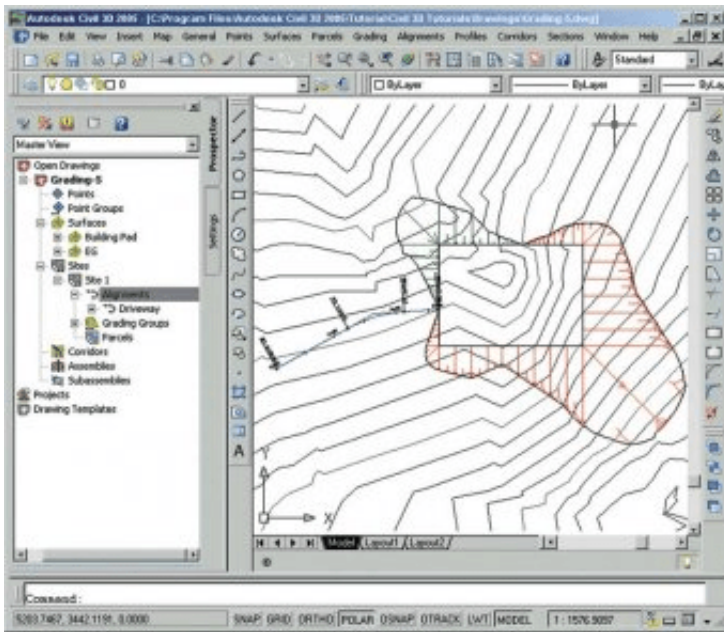 Autodesk Civil 3D 2006 - [C:\Program Files\Autodesk Civil 3D 2006\Tutorial\Civil 3D Tutorials\Drawings\Grading-5.dwg]
File Edit View Insert Map General Points Surfaces Parcels Grading Alignments Profiles Corridors Sections Window Help
Standard
0 ByLayer ByLayer ByLay
Master View
Open Drawings
Grading-5
Points
Point Groups
Surfaces
Building Pad
EG
Sites
Site 1
Alignments
Driveway
Grading Groups
Parcels
Corridors
Assemblies
Subassemblies
Projects
Drawing Templates
Prospector
Settings
Y
X
Model Layout1 Layout2
Command:
5203.7467, 3442.1191, 0.0000 SNAP GRID ORTHO POLAR OSNAP OTRACK LWT MODEL 1 : 1576.9097